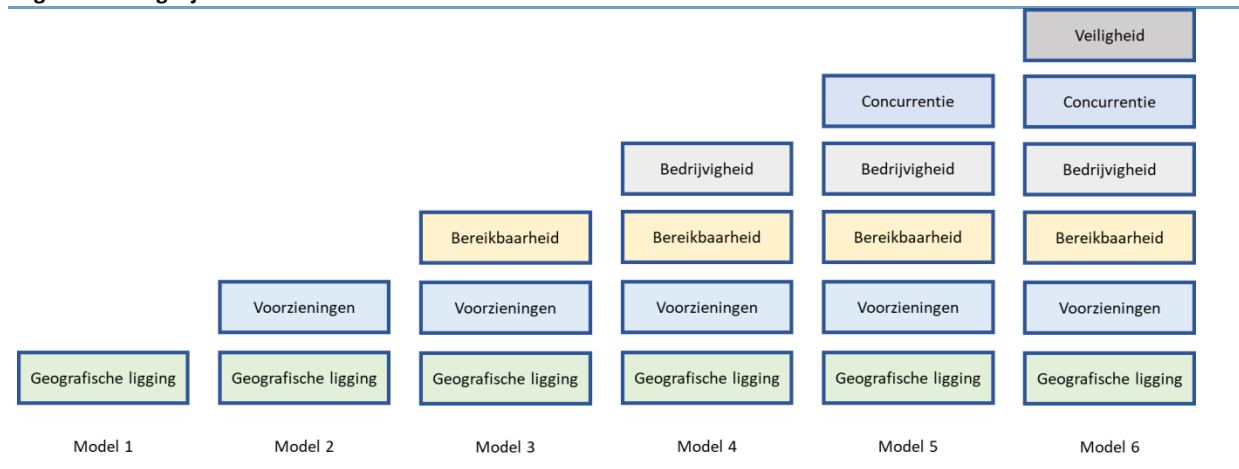 Veiligheid
Concurrentie Concurrentie
Bedrijvigheid Bedrijvigheid Bedrijvigheid
Bereikbaarheid Bereikbaarheid Bereikbaarheid Bereikbaarheid
Voorzieningen Voorzieningen Voorzieningen Voorzieningen Voorzieningen
Geografische ligging Geografische ligging Geografische ligging Geografische ligging Geografische ligging Geografische ligging
Model 1 Model 2 Model 3 Model 4 Model 5 Model 6